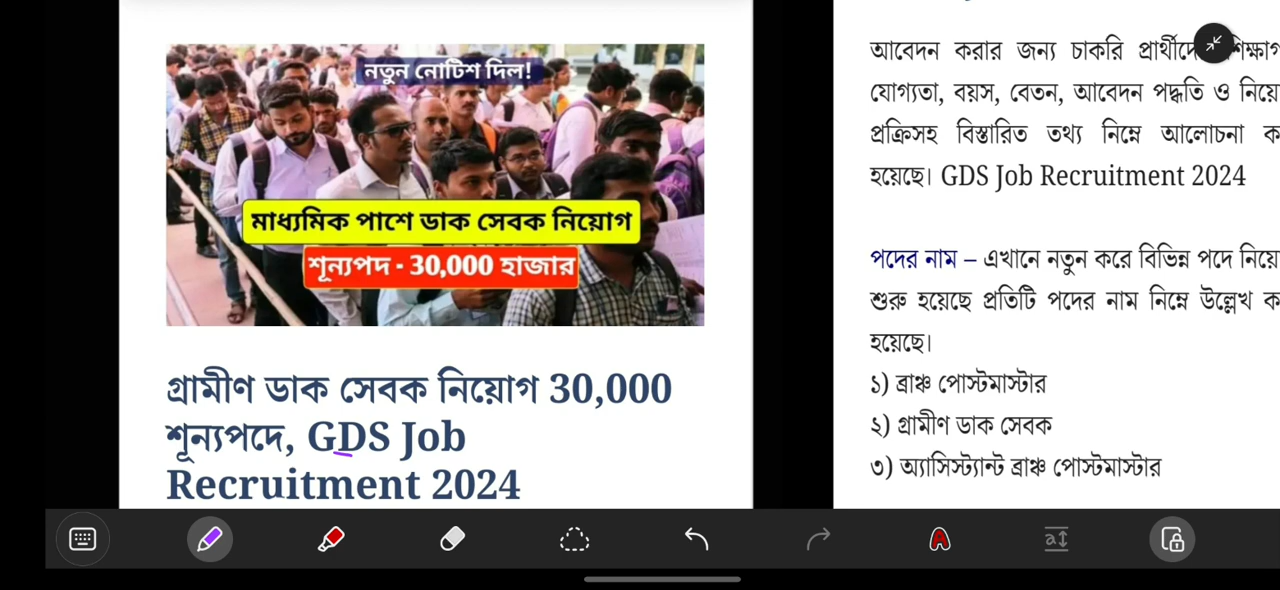 নতুন নোটিশ দিল!
মাধ্যমিক পাশে ডাক সেবক নিয়োগ
শূন্যপদ - 30,000 হাজার
গ্রামীণ ডাক সেবক নিয়োগ 30,000
শূন্যপদে, GDS Job
Recruitment 2024
আবেদন করার জন্য চাকরি
যোগ্যতা, বয়স, বেতন, আবেদন পদ্ধতি ও
প্রক্রিসহ বিস্তারিত তথ্য নিম্নে আলোচনা
হয়েছে। GDS Job Recruitment 2024
পদের নাম – এখানে নতুন করে বিভিন্ন পদে
শুরু হয়েছে প্রতিটি পদের নাম নিম্নে উল্লেখ
হয়েছে।
১) ব্রাঞ্চ পোস্টমাস্টার
২) গ্রামীণ ডাক সেবক
৩) অ্যাসিস্ট্যান্ট ব্রাঞ্চ পোস্টমাস্টার